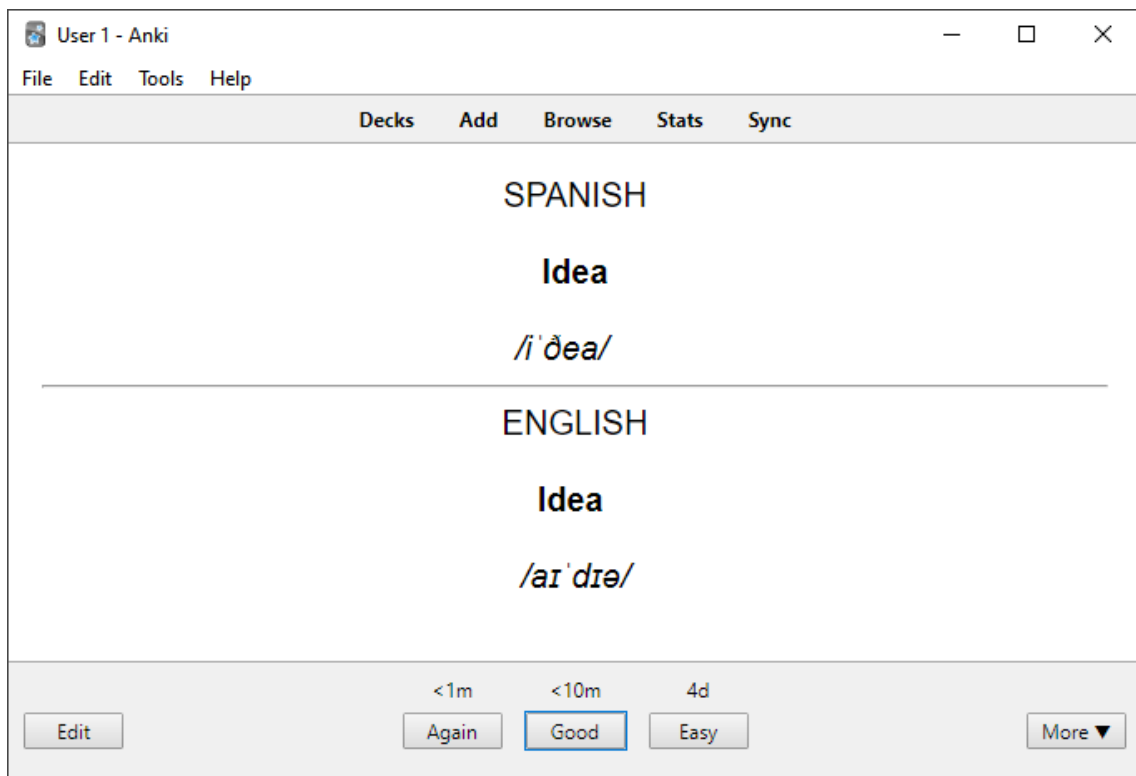 User 1 - Anki
File Edit Tools Help
Decks Add Browse Stats Sync
SPANISH
Idea
/iˈðea/
ENGLISH
Idea
/aɪˈdɪə/
<1m <10m 4d
Edit Again Good Easy More ▼